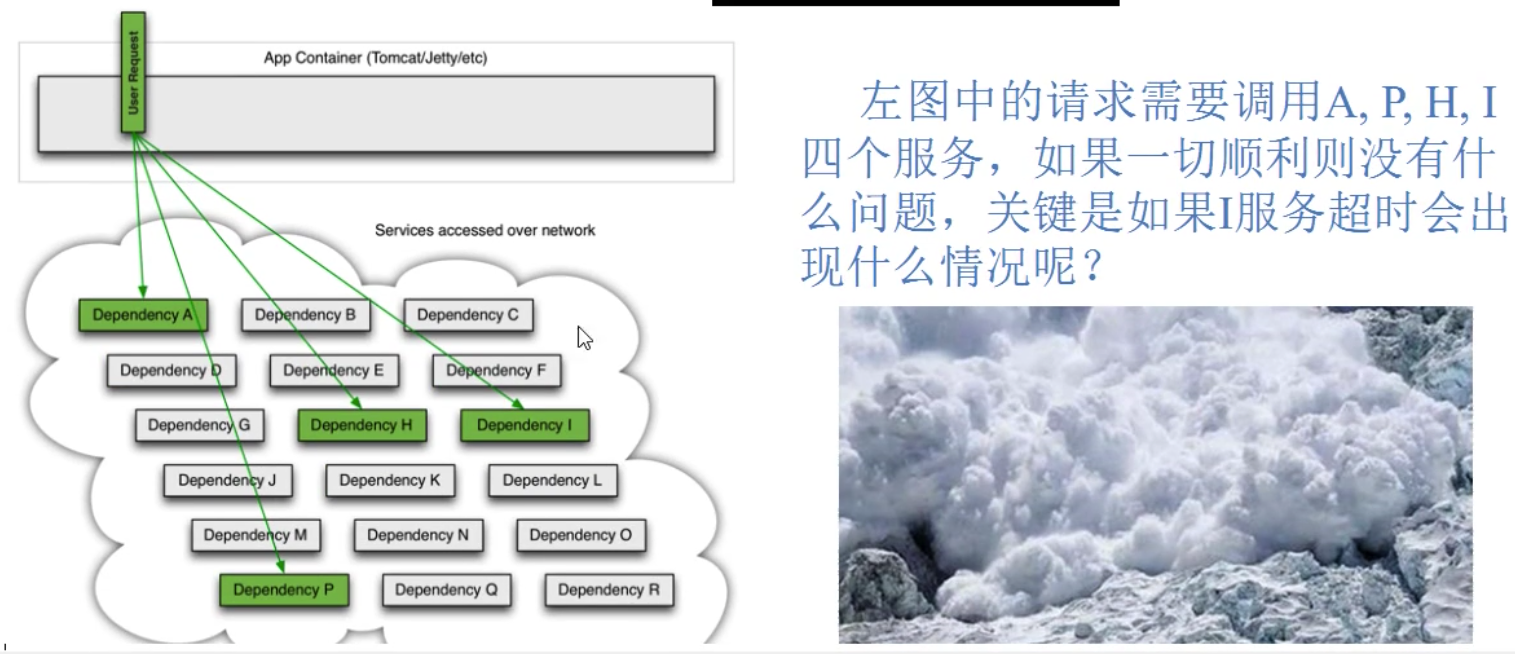 User Request
App Container (Tomcat/Jetty/etc)
Services accessed over network
Dependency A
Dependency B
Dependency C
Dependency D
Dependency E
Dependency F
Dependency G
Dependency H
Dependency I
Dependency J
Dependency K
Dependency L
Dependency M
Dependency N
Dependency O
Dependency P
Dependency Q
Dependency R
左图中的请求需要调用A, P, H, I
四个服务，如果一切顺利则没有什
么问题，关键是如果I服务超时会出
现什么情况呢？